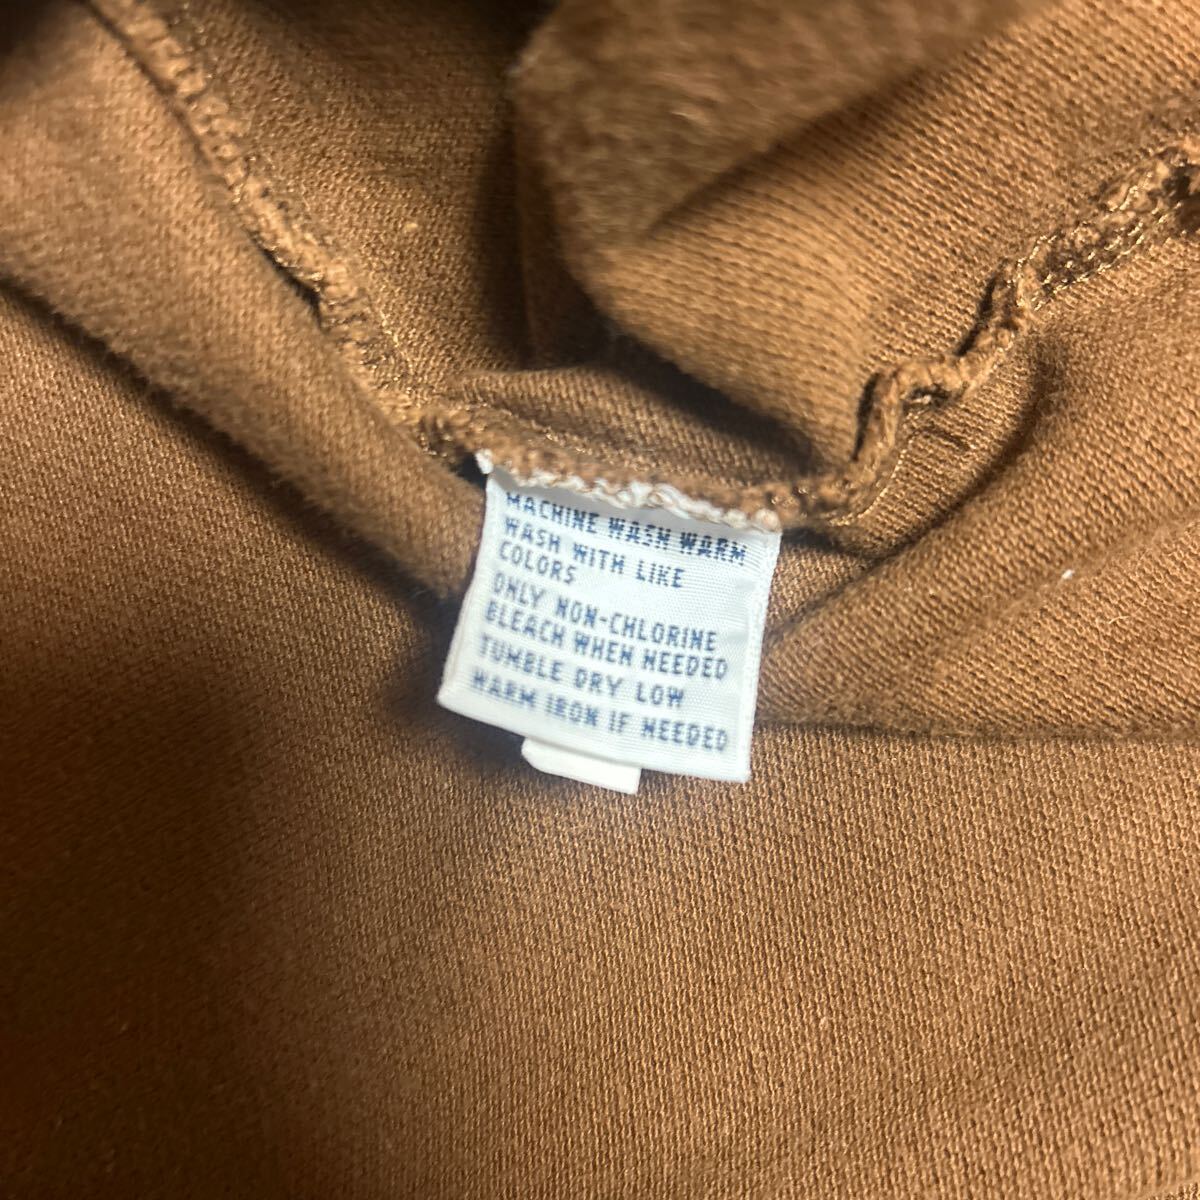 MACHINE WASH WARM
WASH WITH LIKE
COLORS
ONLY NON-CHLORINE
BLEACH WHEN NEEDED
TUMBLE DRY LOW
WARM IRON IF NEEDED